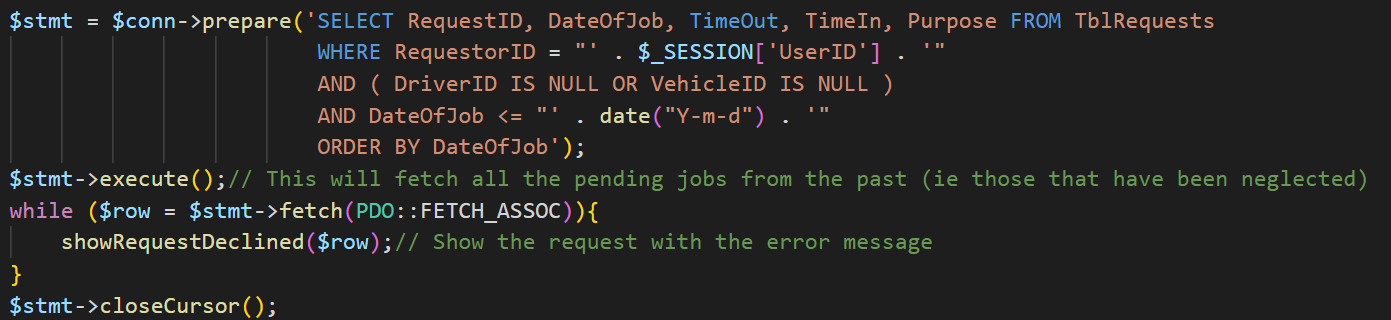 $stmt = $conn->prepare('SELECT RequestID, DateOfJob, TimeOut, TimeIn, Purpose FROM TblRequests
WHERE RequestorID = "' . $_SESSION['UserID'] . '"
AND ( DriverID IS NULL OR VehicleID IS NULL )
AND DateOfJob <= "' . date("Y-m-d") . '"
ORDER BY DateOfJob');
$stmt->execute();// This will fetch all the pending jobs from the past (ie those that have been neglected)
while ($row = $stmt->fetch(PDO::FETCH_ASSOC)){
showRequestDeclined($row);// Show the request with the error message
}
$stmt->closeCursor();